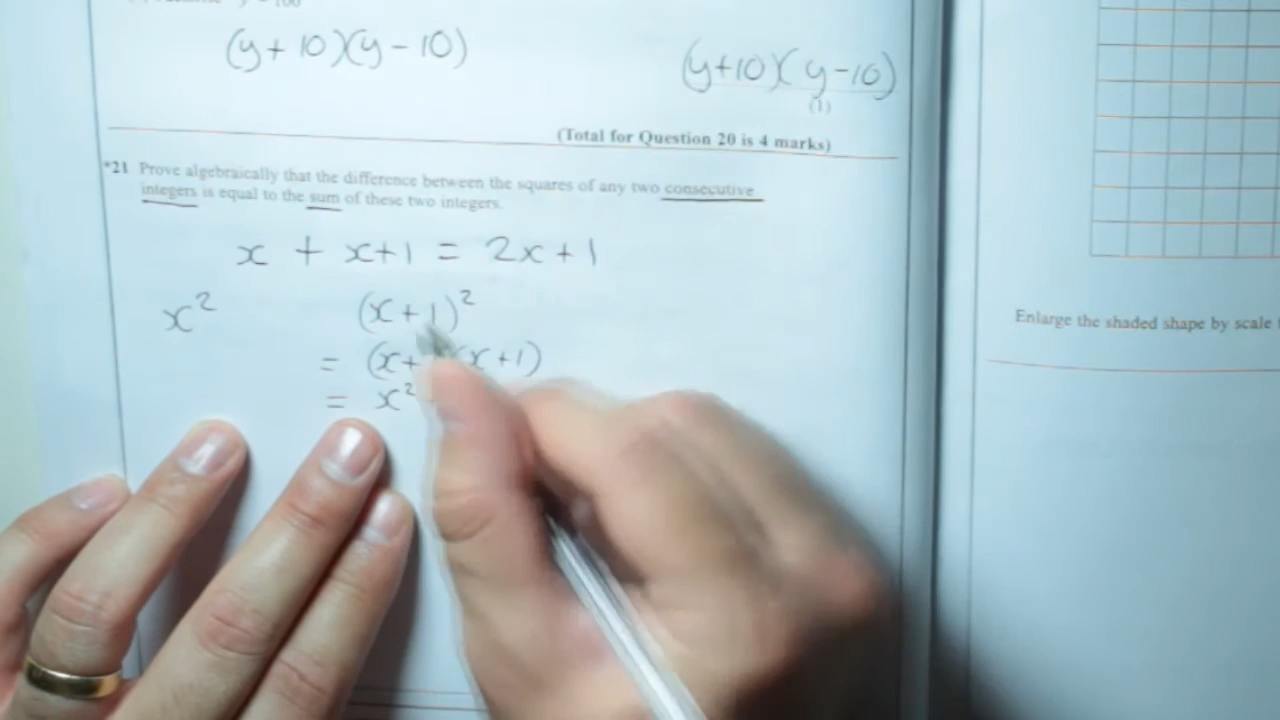 (y + 10)(y - 10)
(y+10)(y-10)
(1)
(Total for Question 20 is 4 marks)
*21 Prove algebraically that the difference between the squares of any two consecutive
integers is equal to the sum of these two integers.
x + x+1 = 2x + 1
x² (x + 1)²
= (x+ x +1)
= x²
Enlarge the shaded shape by scale